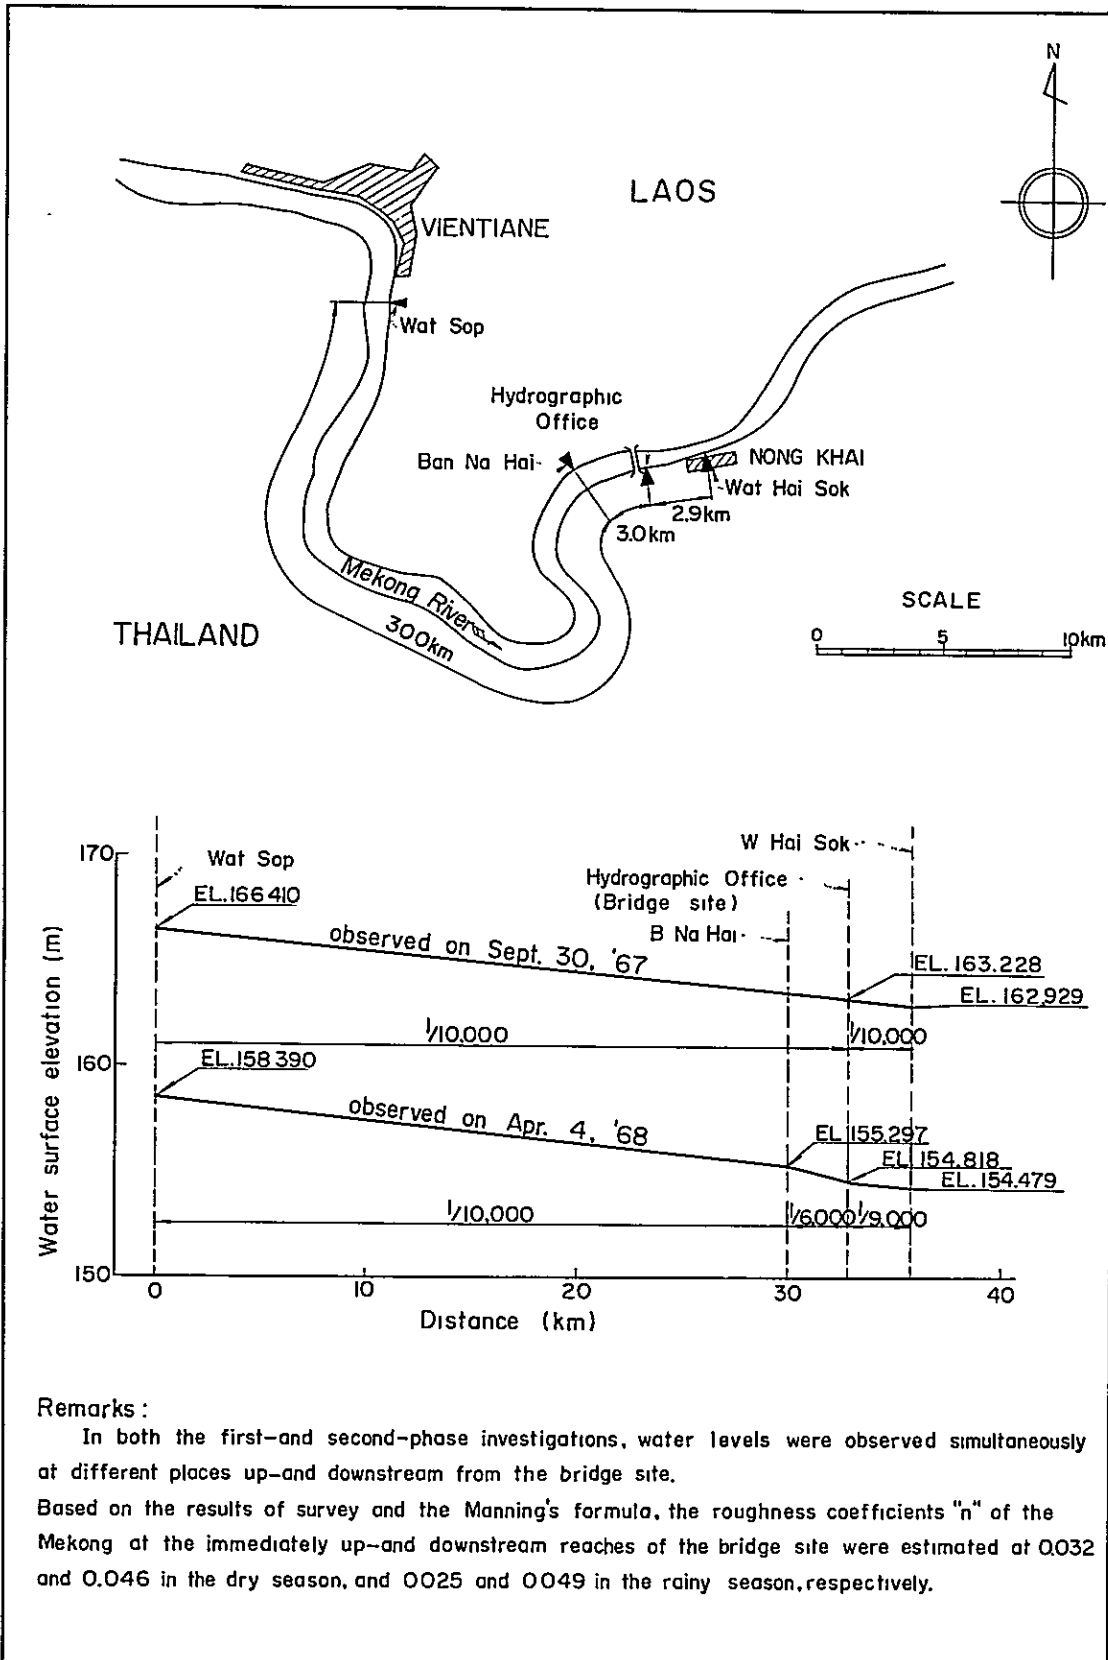 N
LAOS
VIENTIANE
Wat Sop
Hydrographic
Office
Ban Na Hai
NONG KHAI
Wat Hai Sok
2.9km
3.0km
Mekong River
300km
THAILAND
SCALE
0 5 10km
W Hai Sok
Hydrographic Office
(Bridge site)
B Na Hai
Wat Sop
170
EL.166410
observed on Sept. 30, '67
EL. 163.228
EL. 162.929
1/10,000
1/10,000
160
EL.158390
observed on Apr. 4, '68
EL 155.297
EL 154.818
EL. 154.479
1/10,000
1/6,000
1/9,000
150
0 10 20 30 40
Distance (km)
Water surface elevation (m)
Remarks :
In both the first-and second-phase investigations, water levels were observed simultaneously
at different places up-and downstream from the bridge site.
Based on the results of survey and the Manning's formula, the roughness coefficients "n" of the
Mekong at the immediately up-and downstream reaches of the bridge site were estimated at 0.032
and 0.046 in the dry season, and 0025 and 0049 in the rainy season, respectively.